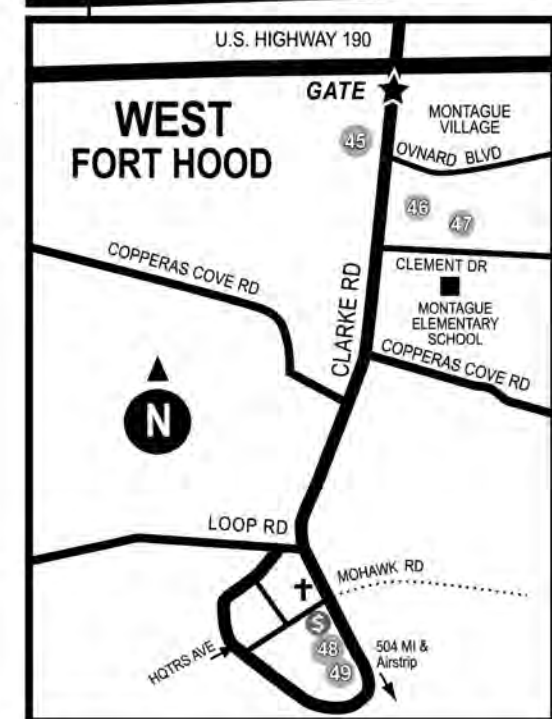 U.S. HIGHWAY 190
GATE
WEST
FORT HOOD
MONTAGUE
VILLAGE
OVNARD BLVD
45
46
47
COPPERAS COVE RD
CLARKE RD
CLEMENT DR
MONTAGUE
ELEMENTARY
SCHOOL
COPPERAS COVE RD
N
LOOP RD
MOHAWK RD
$
HQTRS AVE
48
49
504 MI &
Airstrip